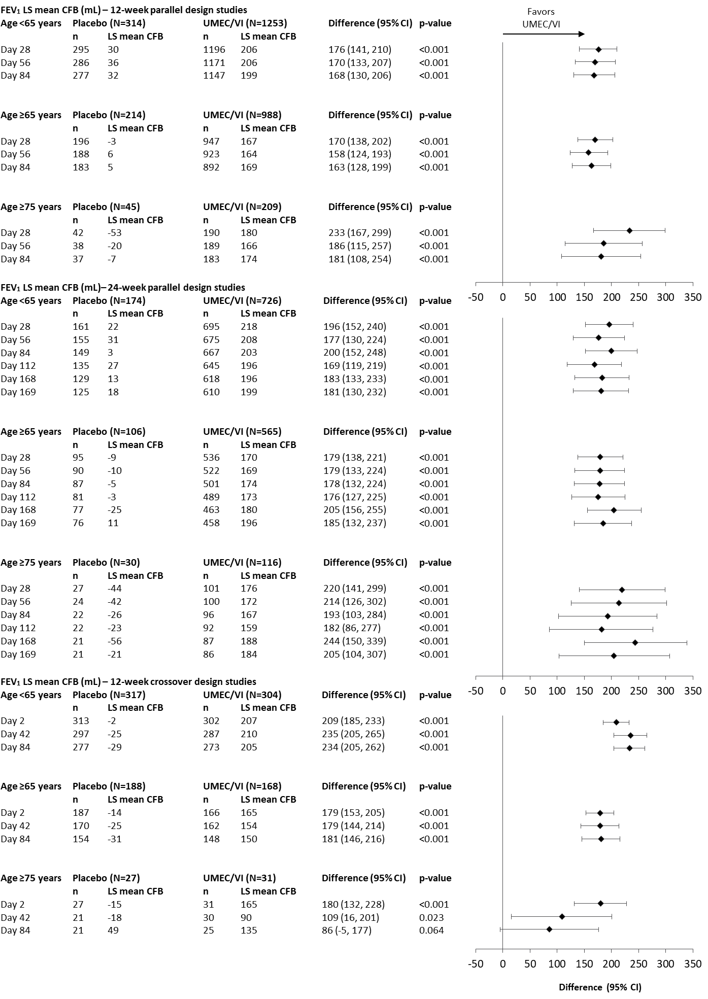 FEV₁ LS mean CFB (mL) – 12-week parallel design studies
Favors
UMEC/VI
Age <65 years Placebo (N=314) UMEC/VI (N=1253) Difference (95% CI) p-value
n LS mean CFB n LS mean CFB
Day 28 295 30 1196 206 176 (141, 210) <0.001
Day 56 286 36 1171 206 170 (133, 207) <0.001
Day 84 277 32 1147 199 168 (130, 206) <0.001
Age ≥65 years Placebo (N=214) UMEC/VI (N=988) Difference (95% CI) p-value
n LS mean CFB n LS mean CFB
Day 28 196 -3 947 167 170 (138, 202) <0.001
Day 56 188 6 923 164 158 (124, 193) <0.001
Day 84 183 5 892 169 163 (128, 199) <0.001
Age ≥75 years Placebo (N=45) UMEC/VI (N=209) Difference (95% CI) p-value
n LS mean CFB n LS mean CFB
Day 28 42 -53 190 180 233 (167, 299) <0.001
Day 56 38 -20 189 166 186 (115, 257) <0.001
Day 84 37 -7 183 174 181 (108, 254) <0.001
-50 0 50 100 150 200 250 300 350
FEV₁ LS mean CFB (mL)– 24-week parallel design studies
Age <65 years Placebo (N=174) UMEC/VI (N=726) Difference (95% CI) p-value
n LS mean CFB n LS mean CFB
Day 28 161 22 695 218 196 (152, 240) <0.001
Day 56 155 31 675 208 177 (130, 224) <0.001
Day 84 149 3 667 203 200 (152, 248) <0.001
Day 112 135 27 645 196 169 (119, 219) <0.001
Day 168 129 13 618 196 183 (133, 233) <0.001
Day 169 125 18 610 199 181 (130, 232) <0.001
Age ≥65 years Placebo (N=106) UMEC/VI (N=565) Difference (95% CI) p-value
n LS mean CFB n LS mean CFB
Day 28 95 -9 536 170 179 (138, 221) <0.001
Day 56 90 -10 522 169 179 (133, 224) <0.001
Day 84 87 -5 501 174 178 (132, 224) <0.001
Day 112 81 -3 489 173 176 (127, 225) <0.001
Day 168 77 -25 463 180 205 (156, 255) <0.001
Day 169 76 11 458 196 185 (132, 237) <0.001
Age ≥75 years Placebo (N=30) UMEC/VI (N=116) Difference (95% CI) p-value
n LS mean CFB n LS mean CFB
Day 28 27 -44 101 176 220 (141, 299) <0.001
Day 56 24 -42 100 172 214 (126, 302) <0.001
Day 84 22 -26 96 167 193 (103, 284) <0.001
Day 112 22 -23 92 159 182 (86, 277) <0.001
Day 168 21 -56 87 188 244 (150, 339) <0.001
Day 169 21 -21 86 184 205 (104, 307) <0.001
-50 0 50 100 150 200 250 300 350
FEV₁ LS mean CFB (mL) – 12-week crossover design studies
Age <65 years Placebo (N=317) UMEC/VI (N=304) Difference (95% CI) p-value
n LS mean CFB n LS mean CFB
Day 2 313 -2 302 207 209 (185, 233) <0.001
Day 42 297 -25 287 210 235 (205, 265) <0.001
Day 84 277 -29 273 205 234 (205, 262) <0.001
Age ≥65 years Placebo (N=188) UMEC/VI (N=168) Difference (95% CI) p-value
n LS mean CFB n LS mean CFB
Day 2 187 -14 166 165 179 (153, 205) <0.001
Day 42 170 -25 162 154 179 (144, 214) <0.001
Day 84 154 -31 148 150 181 (146, 216) <0.001
Age ≥75 years Placebo (N=27) UMEC/VI (N=31) Difference (95% CI) p-value
n LS mean CFB n LS mean CFB
Day 2 27 -15 31 165 180 (132, 228) <0.001
Day 42 21 -18 30 90 109 (16, 201) 0.023
Day 84 21 49 25 135 86 (-5, 177) 0.064
-50 0 50 100 150 200 250 300 350
Difference (95% CI)